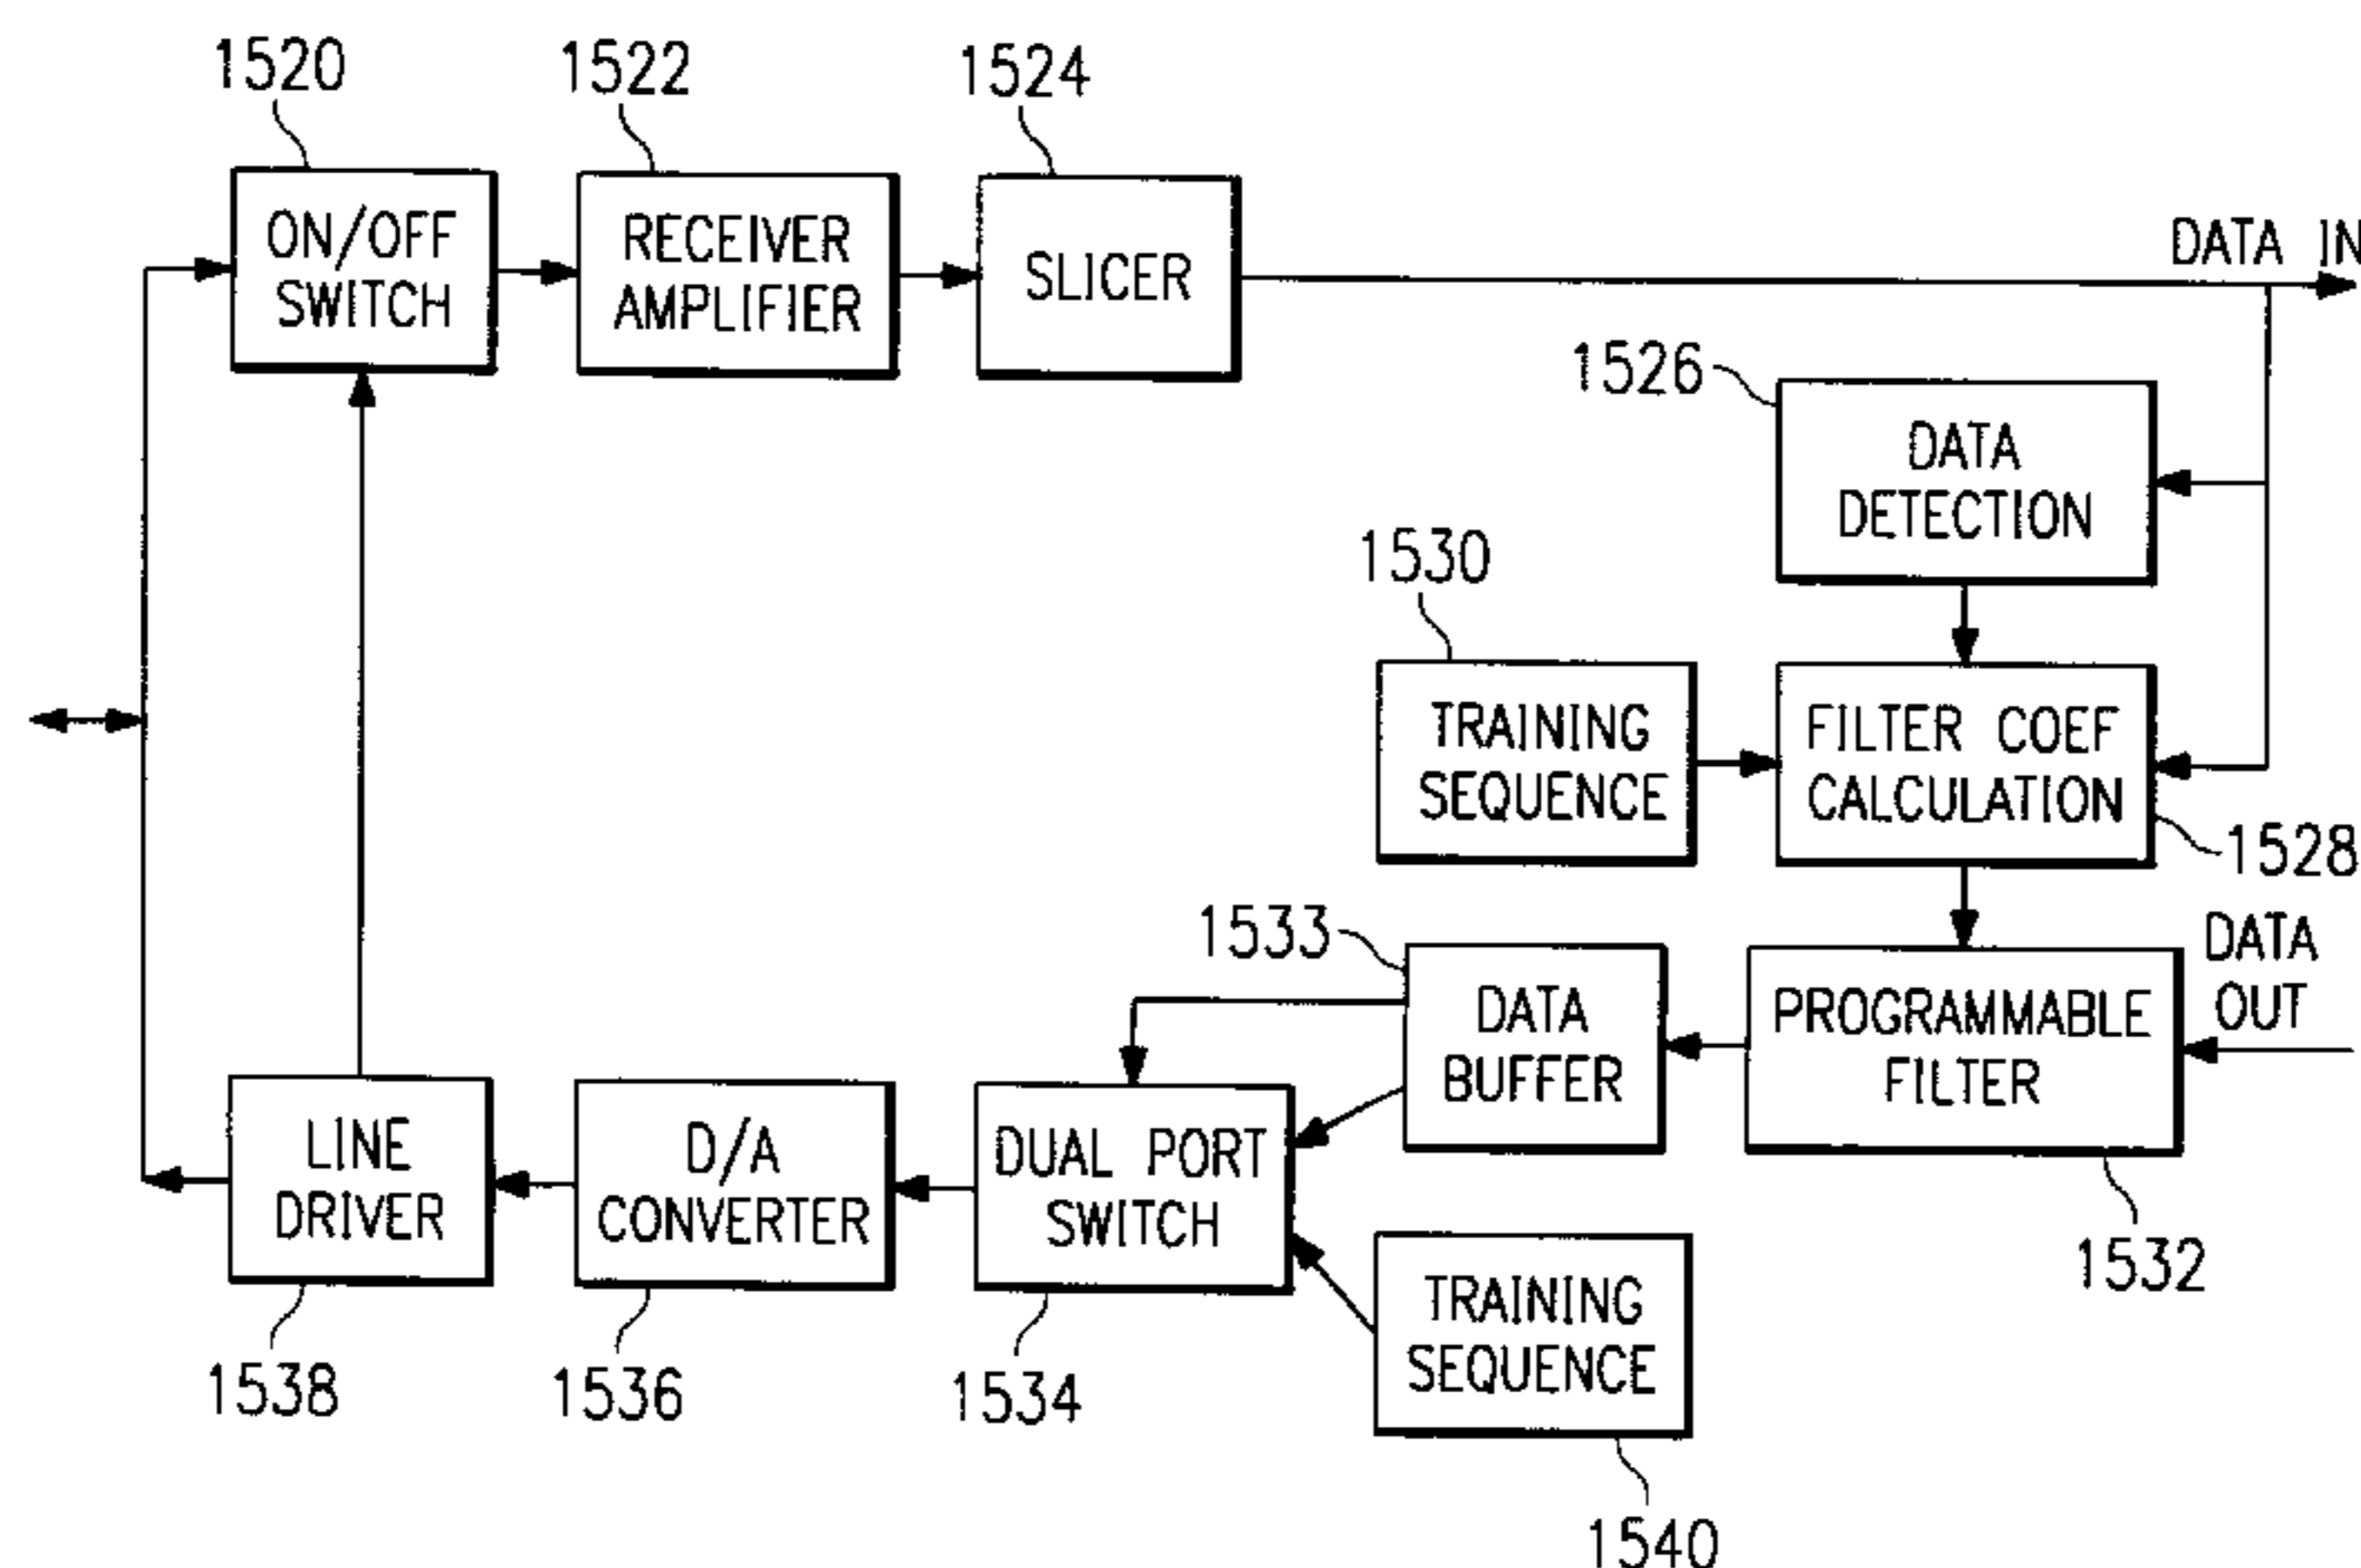 1520
1522
1524
ON/OFF
SWITCH
RECEIVER
AMPLIFIER
SLICER
DATA IN
1526
DATA
DETECTION
1530
TRAINING
SEQUENCE
FILTER COEF
CALCULATION
1528
1533
DATA
BUFFER
PROGRAMMABLE
FILTER
DATA
OUT
LINE
DRIVER
D/A
CONVERTER
DUAL PORT
SWITCH
1532
TRAINING
SEQUENCE
1538
1536
1534
1540